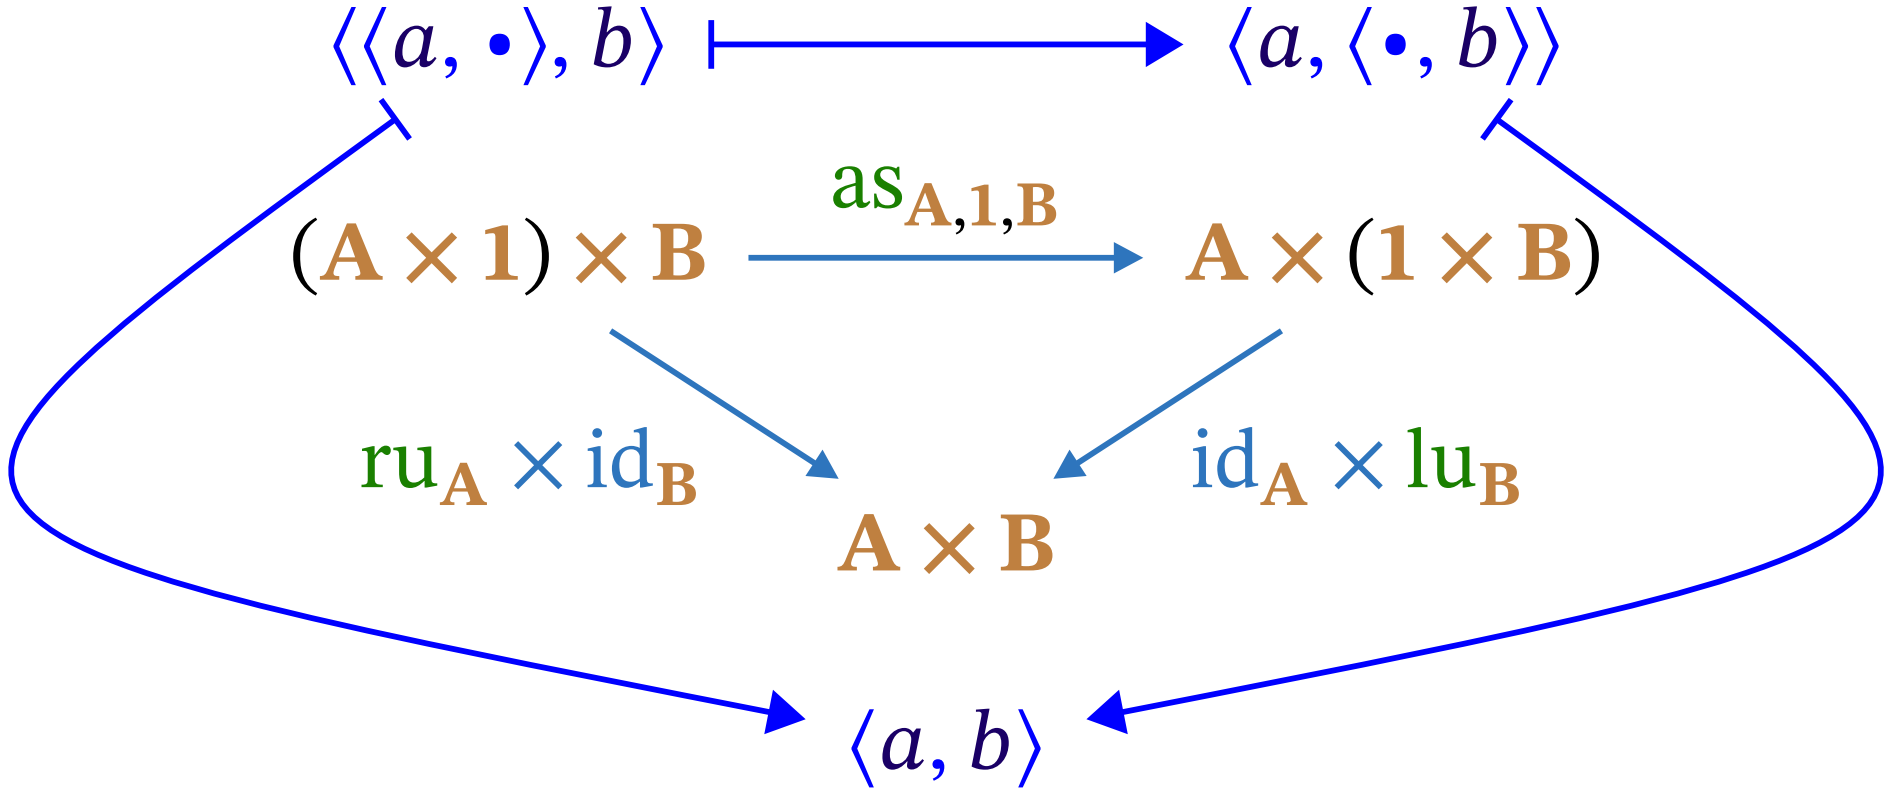 ⟨⟨a, •⟩, b⟩ ⟨a, ⟨•, b⟩⟩
as_{A,1,B}
(A × 1) × B A × (1 × B)
ru_A × id_B id_A × lu_B
A × B
⟨a, b⟩